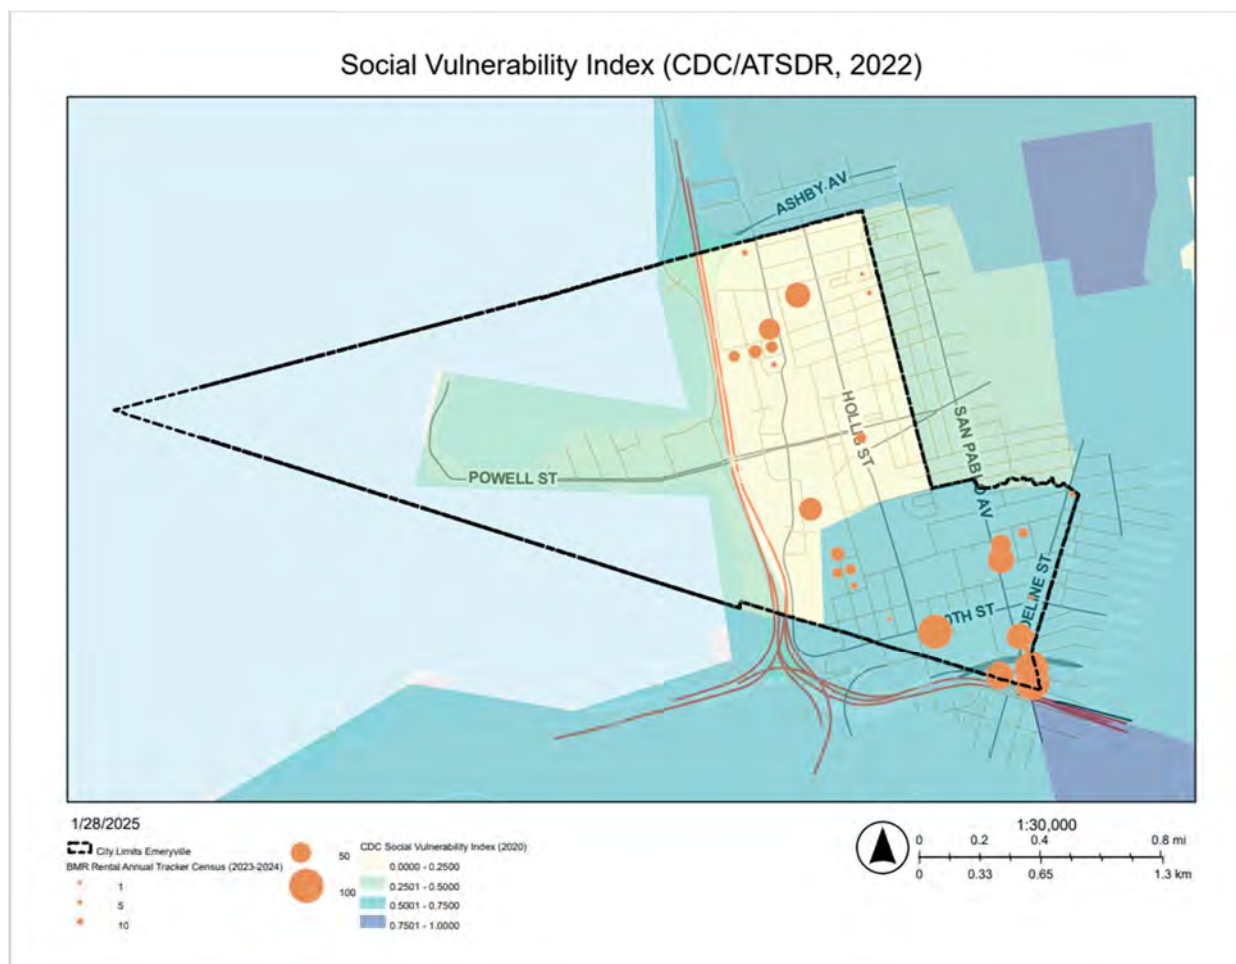 Social Vulnerability Index (CDC/ATSDR, 2022)
ASHBY AV
HOLLIS ST
SAN PABLO AV
POWELL ST
DELINE ST
0TH ST
1/28/2025
City Limits Emeryville
BMR Rental Annual Tracker Census (2023-2024)
1
5
10
50
100
CDC Social Vulnerability Index (2020)
0.0000 - 0.2500
0.2501 - 0.5000
0.5001 - 0.7500
0.7501 - 1.0000
1:30,000
0 0.2 0.4 0.8 mi
0 0.33 0.65 1.3 km